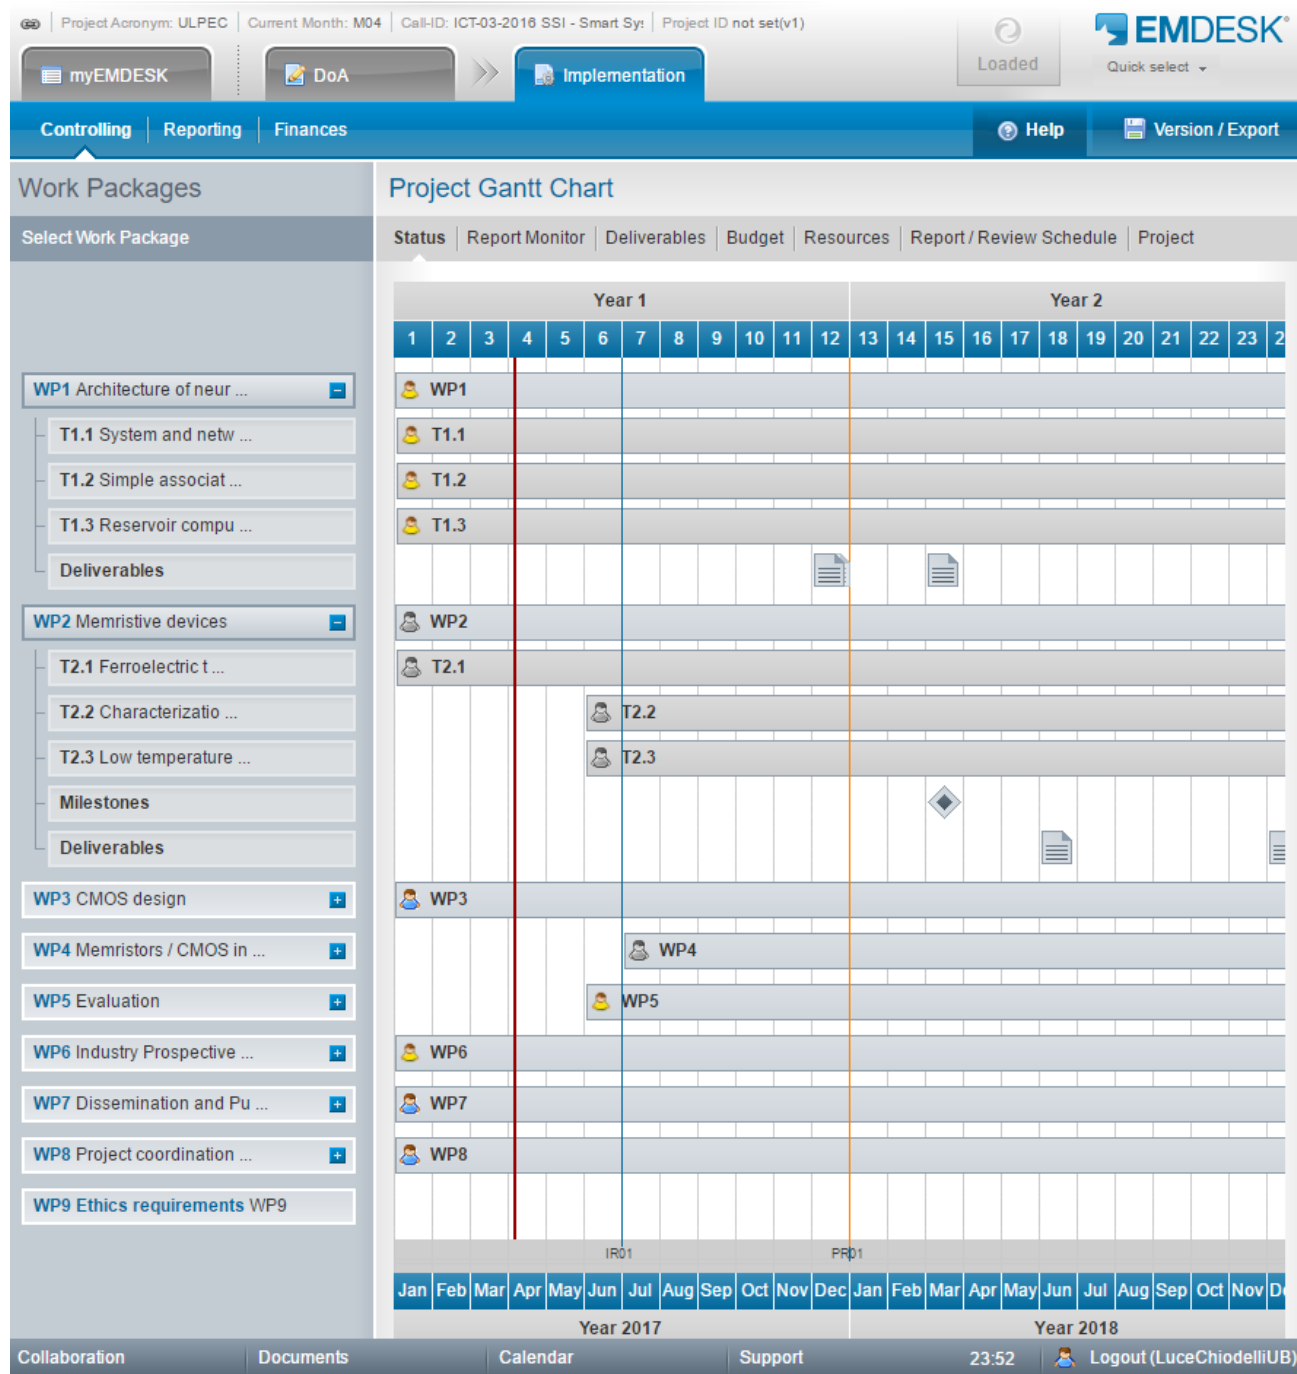 Project Acronym: ULPEC | Current Month: M04 | Call-ID: ICT-03-2016 SSI - Smart Sys | Project ID not set(v1)
Loaded
EMDESK
Quick select
myEMDESK
DoA
Implementation
Controlling | Reporting | Finances
Help
Version / Export
Work Packages
Project Gantt Chart
Select Work Package
Status | Report Monitor | Deliverables | Budget | Resources | Report / Review Schedule | Project
Year 1 Year 2
1 2 3 4 5 6 7 8 9 10 11 12 13 14 15 16 17 18 19 20 21 22 23 2
WP1 Architecture of neur ... WP1
T1.1 System and netw ... T1.1
T1.2 Simple associat ... T1.2
T1.3 Reservoir compu ... T1.3
Deliverables
WP2 Memristive devices WP2
T2.1 Ferroelectric t ... T2.1
T2.2 Characterizatio ... T2.2
T2.3 Low temperature ... T2.3
Milestones
Deliverables
WP3 CMOS design WP3
WP4 Memristors / CMOS in ... WP4
WP5 Evaluation WP5
WP6 Industry Prospective ... WP6
WP7 Dissemination and Pu ... WP7
WP8 Project coordination ... WP8
WP9 Ethics requirements WP9
IR01 PR01
Jan Feb Mar Apr May Jun Jul Aug Sep Oct Nov Dec Jan Feb Mar Apr May Jun Jul Aug Sep Oct Nov D
Year 2017 Year 2018
Collaboration Documents Calendar Support 23:52 Logout (LuceChiodelliUB)